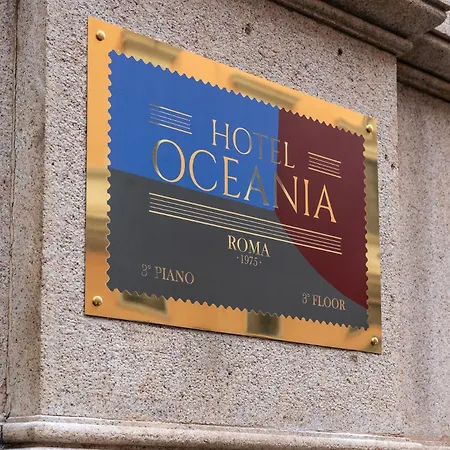 HOTEL
OCEANIA
ROMA
·1975·
3° PIANO
3° FLOOR